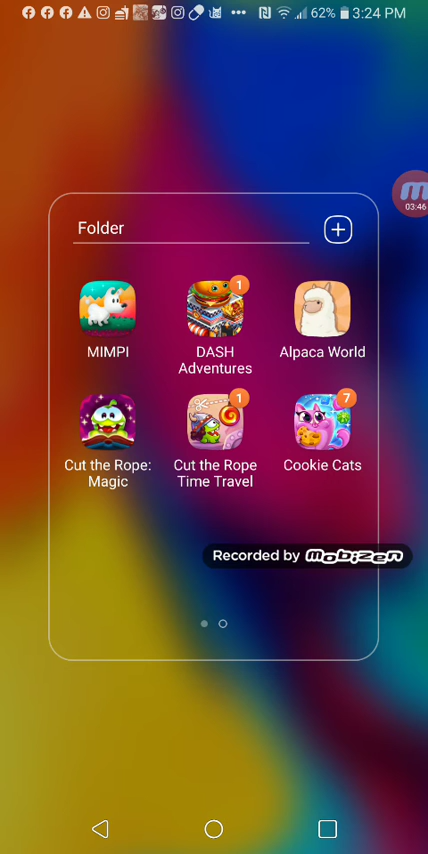 62% 3:24 PM
03:46
Folder
1
MIMPI
DASH
Adventures
Alpaca World
1
7
Cut the Rope:
Magic
Cut the Rope
Time Travel
Cookie Cats
Recorded by mobizen